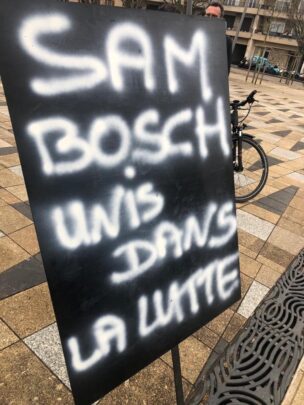 SAM
BOSCH
UNiS
DANS
LA LUTTE